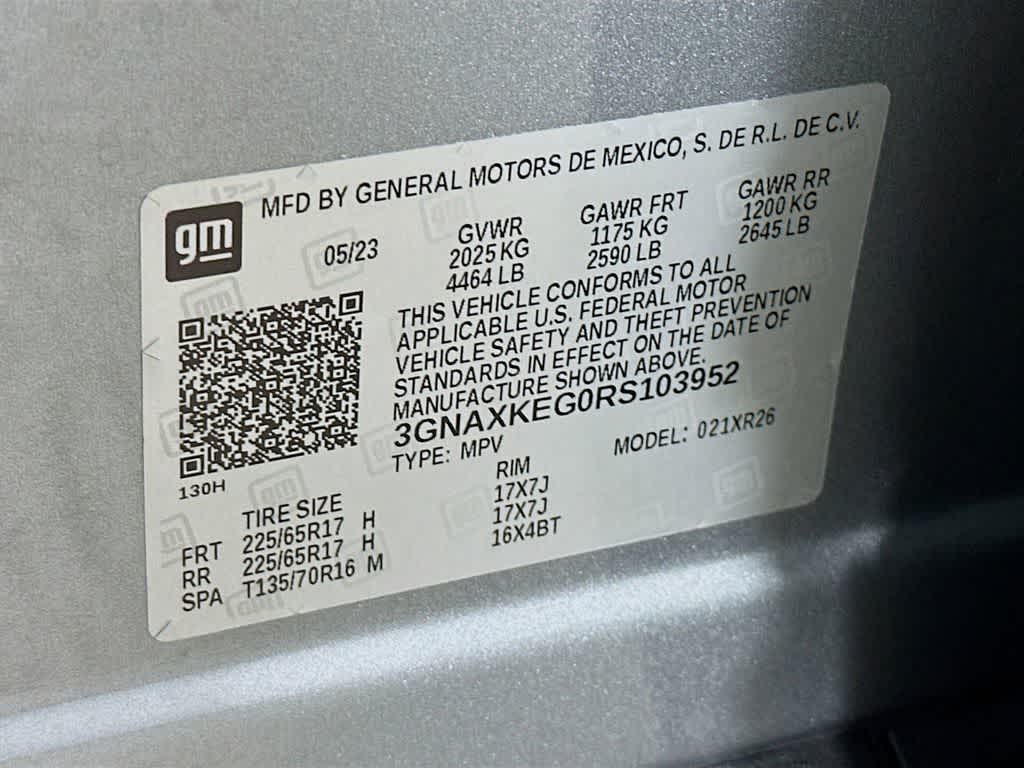 gm
MFD BY GENERAL MOTORS DE MEXICO, S. DE R.L. DE C.V.
05/23
GVWR
2025 KG
4464 LB
GAWR FRT
1175 KG
2590 LB
GAWR RR
1200 KG
2645 LB
THIS VEHICLE CONFORMS TO ALL
APPLICABLE U.S. FEDERAL MOTOR
VEHICLE SAFETY AND THEFT PREVENTION
STANDARDS IN EFFECT ON THE DATE OF
MANUFACTURE SHOWN ABOVE.
3GNAXKEG0RS103952
TYPE: MPV MODEL: 021XR26
130H
TIRE SIZE RIM
FRT 225/65R17 H 17X7J
RR 225/65R17 H 17X7J
SPA T135/70R16 M 16X4BT